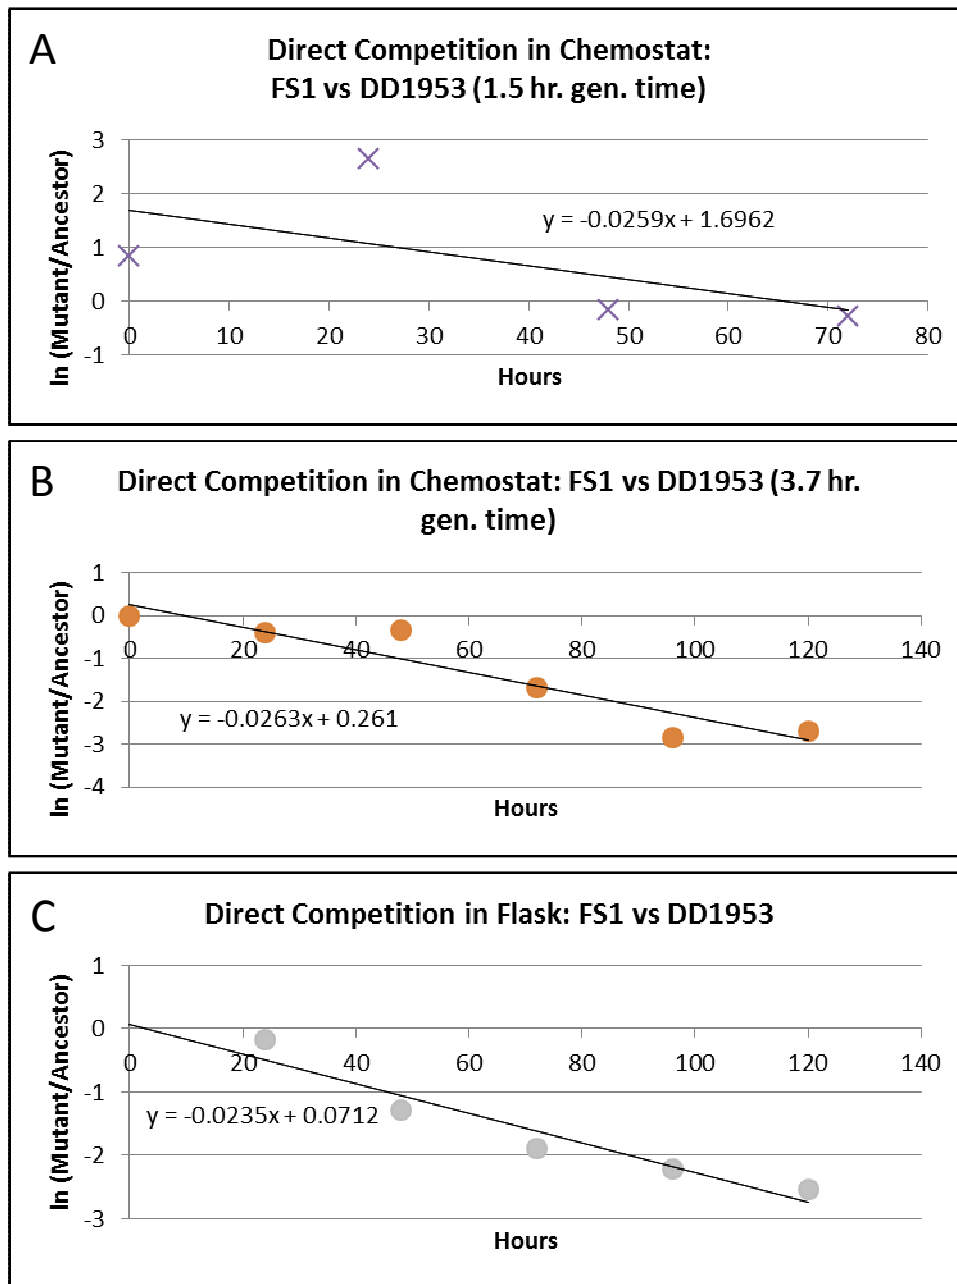 A
Direct Competition in Chemostat:
FS1 vs DD1953 (1.5 hr. gen. time)
ln (Mutant/Ancestor)
3
2
1
0
-1
y = -0.0259x + 1.6962
0 10 20 30 40 50 60 70 80
Hours
B
Direct Competition in Chemostat: FS1 vs DD1953 (3.7 hr.
gen. time)
ln (Mutant/Ancestor)
1
0
-1
-2
-3
-4
0 20 40 60 80 100 120 140
y = -0.0263x + 0.261
Hours
C
Direct Competition in Flask: FS1 vs DD1953
ln (Mutant/Ancestor)
1
0
-1
-2
-3
0 20 40 60 80 100 120 140
y = -0.0235x + 0.0712
Hours